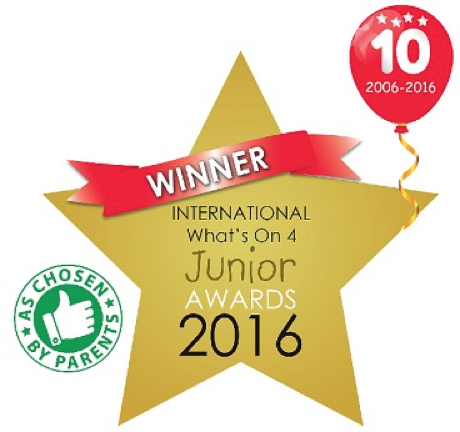 10
2006-2016
WINNER
INTERNATIONAL
What's On 4
Junior
AWARDS
2016
AS CHOSEN
BY PARENTS